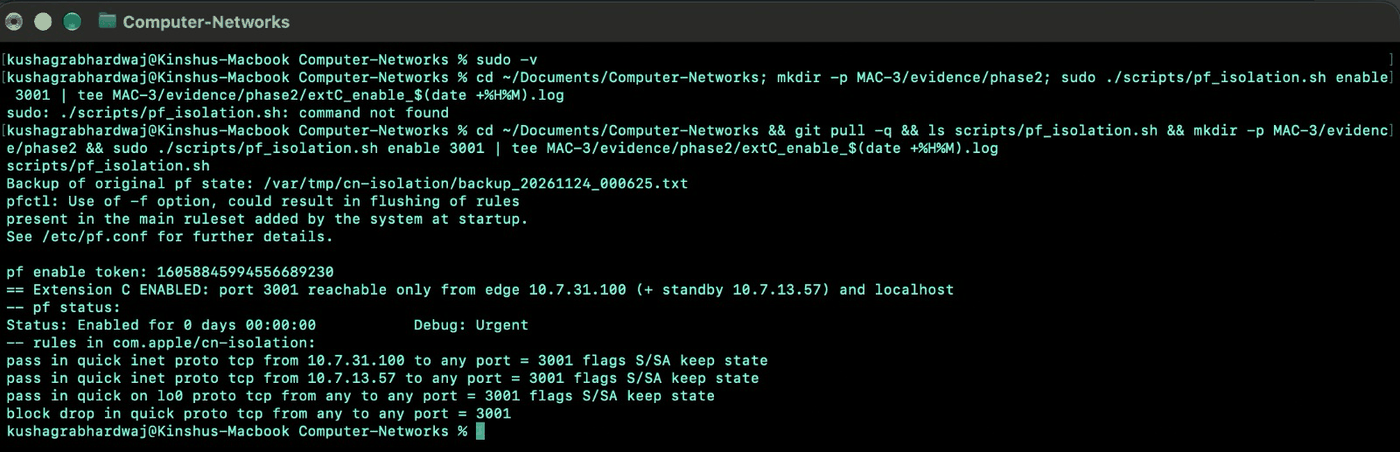 Computer-Networks
[kushagrabhardwaj@Kinshus-Macbook Computer-Networks % sudo -v ]
[kushagrabhardwaj@Kinshus-Macbook Computer-Networks % cd ~/Documents/Computer-Networks; mkdir -p MAC-3/evidence/phase2; sudo ./scripts/pf_isolation.sh enable]
3001 | tee MAC-3/evidence/phase2/extC_enable_$(date +%H%M).log
sudo: ./scripts/pf_isolation.sh: command not found
[kushagrabhardwaj@Kinshus-Macbook Computer-Networks % cd ~/Documents/Computer-Networks && git pull -q && ls scripts/pf_isolation.sh && mkdir -p MAC-3/evidenc]
e/phase2 && sudo ./scripts/pf_isolation.sh enable 3001 | tee MAC-3/evidence/phase2/extC_enable_$(date +%H%M).log
scripts/pf_isolation.sh
Backup of original pf state: /var/tmp/cn-isolation/backup_20261124_000625.txt
pfctl: Use of -f option, could result in flushing of rules
present in the main ruleset added by the system at startup.
See /etc/pf.conf for further details.
pf enable token: 16058845994556689230
== Extension C ENABLED: port 3001 reachable only from edge 10.7.31.100 (+ standby 10.7.13.57) and localhost
-- pf status:
Status: Enabled for 0 days 00:00:00 Debug: Urgent
-- rules in com.apple/cn-isolation:
pass in quick inet proto tcp from 10.7.31.100 to any port = 3001 flags S/SA keep state
pass in quick inet proto tcp from 10.7.13.57 to any port = 3001 flags S/SA keep state
pass in quick on lo0 proto tcp from any to any port = 3001 flags S/SA keep state
block drop in quick proto tcp from any to any port = 3001
kushagrabhardwaj@Kinshus-Macbook Computer-Networks %